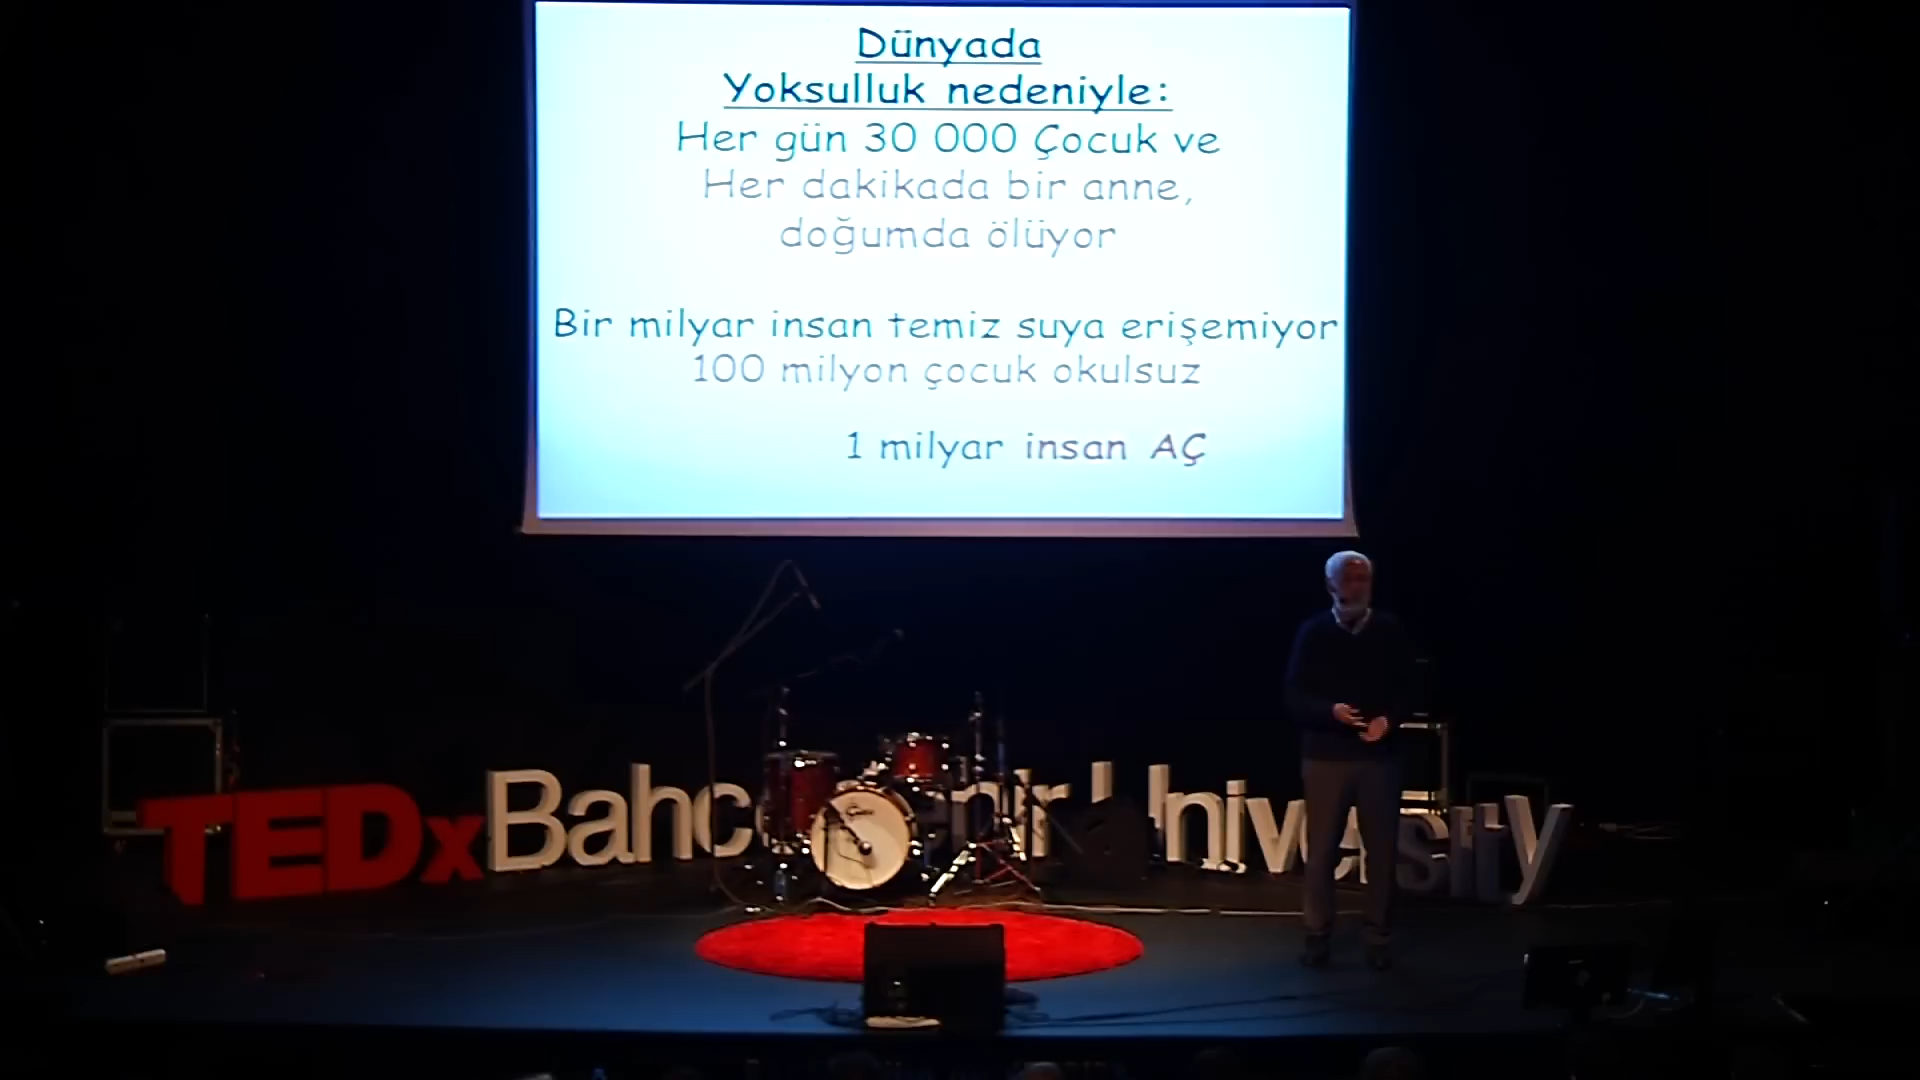 Dünyada
Yoksulluk nedeniyle:
Her gün 30 000 Çocuk ve
Her dakikada bir anne,
doğumda ölüyor
Bir milyar insan temiz suya erişemiyor
100 milyon çocuk okulsuz
1 milyar insan AÇ
TEDx University